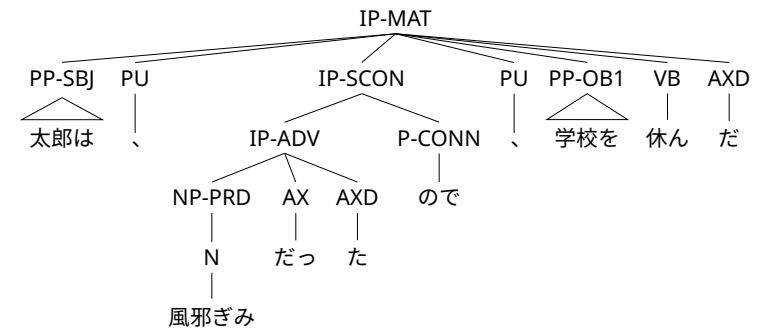 IP-MAT
PP-SBJ PU IP-SCON PU PP-OB1 VB AXD
太郎は 、 IP-ADV P-CONN 、 学校を 休ん だ
NP-PRD AX AXD ので
N だっ た
風邪ぎみ